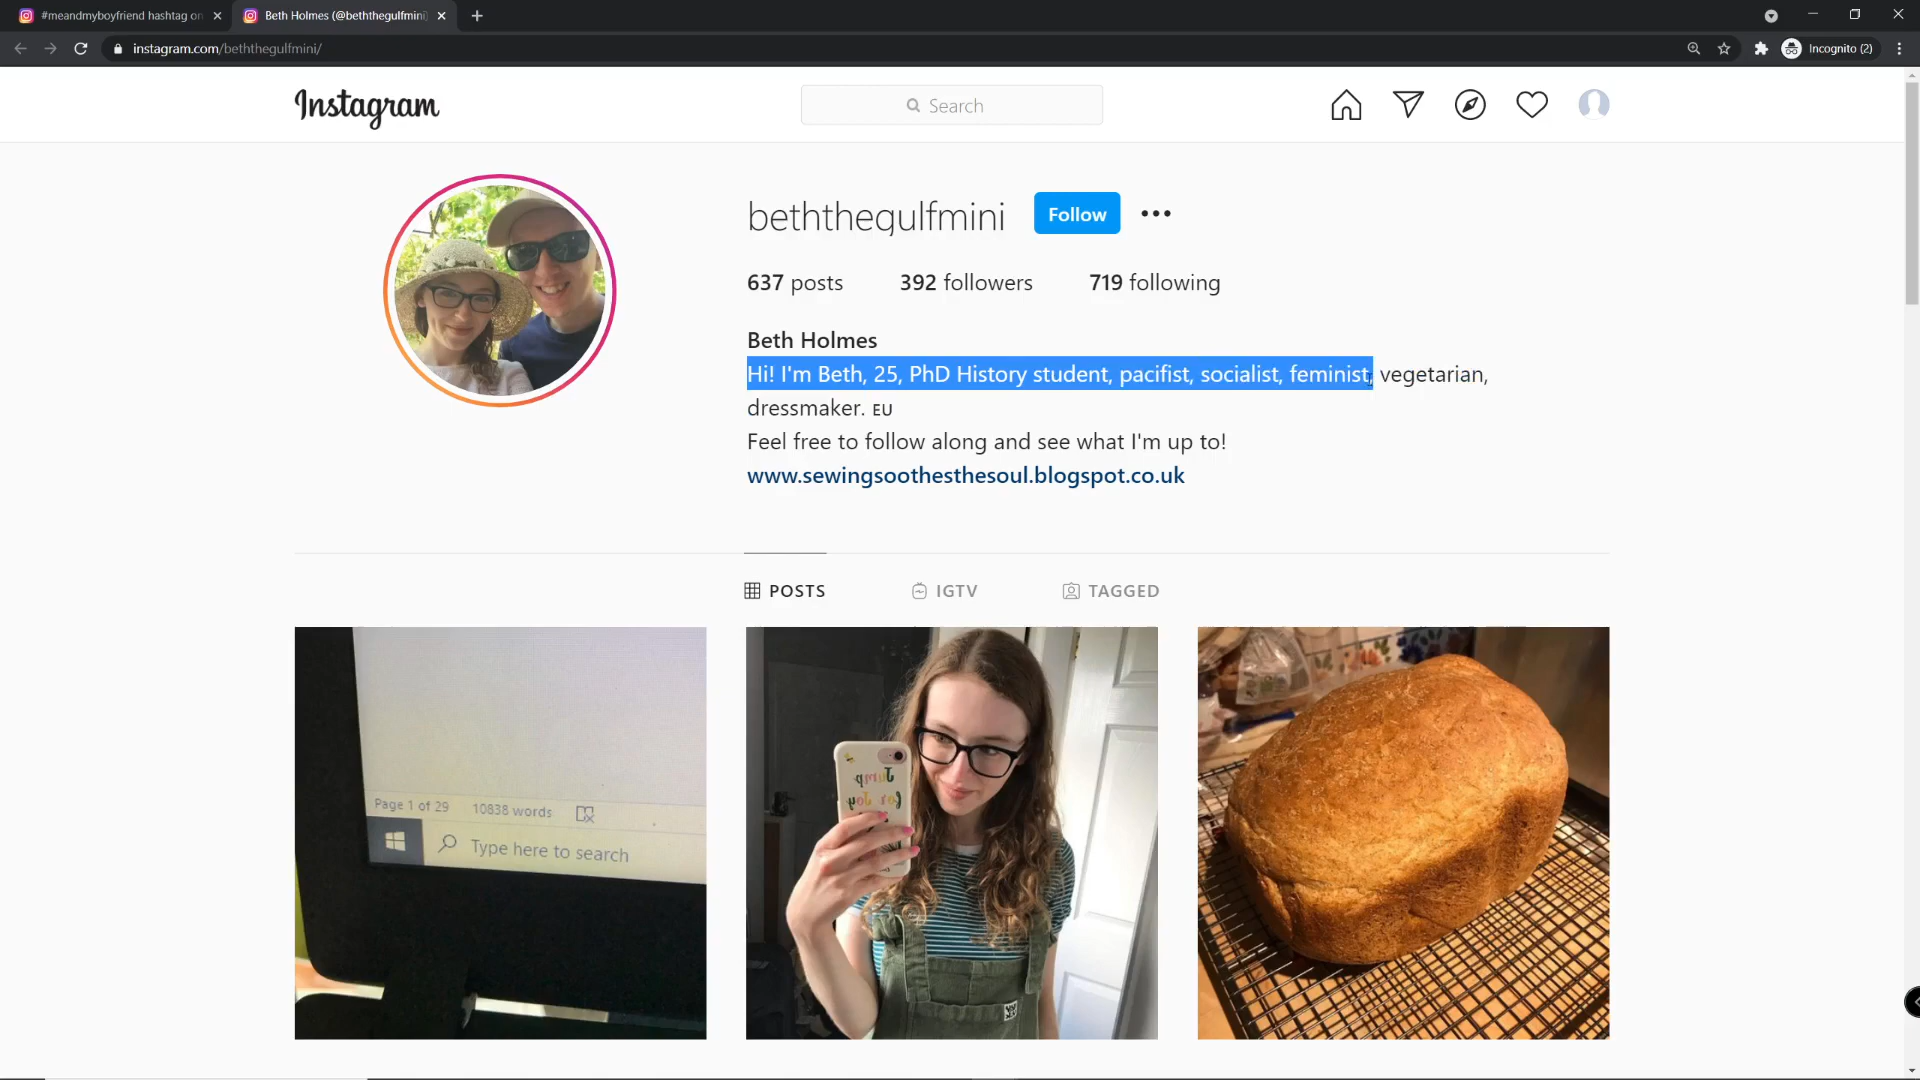 #meandmyboyfriend hashtag on
Beth Holmes (@beththegulfmini)
instagram.com/beththegulfmini/
Incognito (2)
Instagram
Search
beththegulfmini
Follow
637 posts 392 followers 719 following
Beth Holmes
Hi! I'm Beth, 25, PhD History student, pacifist, socialist, feminist, vegetarian,
dressmaker. EU
Feel free to follow along and see what I'm up to!
www.sewingsoothesthesoul.blogspot.co.uk
POSTS IGTV TAGGED
Page 1 of 29 10838 words
Type here to search
Jump
for Joy